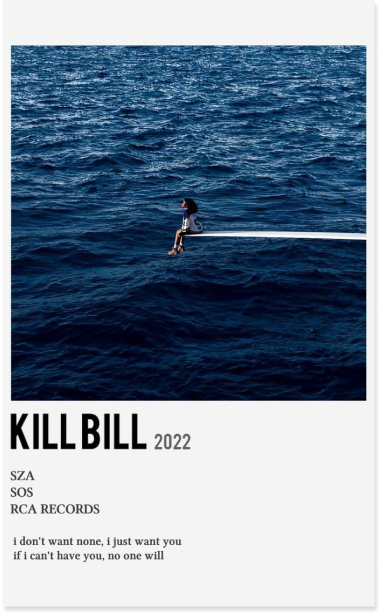 KILL BILL 2022
SZA
SOS
RCA RECORDS
i don't want none, i just want you
if i can't have you, no one will